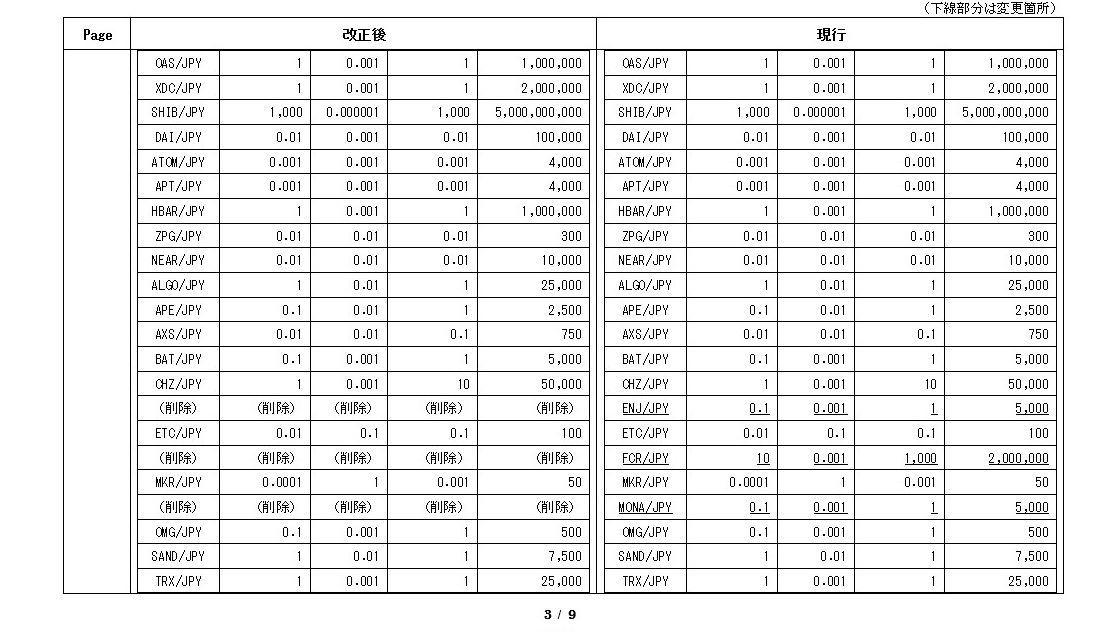 （下線部分は変更箇所）
Page 改正後 現行
OAS/JPY 1 0.001 1 1,000,000 OAS/JPY 1 0.001 1 1,000,000
XDC/JPY 1 0.001 1 2,000,000 XDC/JPY 1 0.001 1 2,000,000
SHIB/JPY 1,000 0.000001 1,000 5,000,000,000 SHIB/JPY 1,000 0.000001 1,000 5,000,000,000
DAI/JPY 0.01 0.001 0.01 100,000 DAI/JPY 0.01 0.001 0.01 100,000
ATOM/JPY 0.001 0.001 0.001 4,000 ATOM/JPY 0.001 0.001 0.001 4,000
APT/JPY 0.001 0.001 0.001 4,000 APT/JPY 0.001 0.001 0.001 4,000
HBAR/JPY 1 0.001 1 1,000,000 HBAR/JPY 1 0.001 1 1,000,000
ZPG/JPY 0.01 0.01 0.01 300 ZPG/JPY 0.01 0.01 0.01 300
NEAR/JPY 0.01 0.01 0.01 10,000 NEAR/JPY 0.01 0.01 0.01 10,000
ALGO/JPY 1 0.01 1 25,000 ALGO/JPY 1 0.01 1 25,000
APE/JPY 0.1 0.01 1 2,500 APE/JPY 0.1 0.01 1 2,500
AXS/JPY 0.01 0.01 0.1 750 AXS/JPY 0.01 0.01 0.1 750
BAT/JPY 0.1 0.001 1 5,000 BAT/JPY 0.1 0.001 1 5,000
CHZ/JPY 1 0.001 10 50,000 CHZ/JPY 1 0.001 10 50,000
（削除） （削除） （削除） （削除） （削除） ENJ/JPY 0.1 0.001 1 5,000
ETC/JPY 0.01 0.1 0.1 100 ETC/JPY 0.01 0.1 0.1 100
（削除） （削除） （削除） （削除） （削除） FCR/JPY 10 0.001 1,000 2,000,000
MKR/JPY 0.0001 1 0.001 50 MKR/JPY 0.0001 1 0.001 50
（削除） （削除） （削除） （削除） （削除） MONA/JPY 0.1 0.001 1 5,000
OMG/JPY 0.1 0.001 1 500 OMG/JPY 0.1 0.001 1 500
SAND/JPY 1 0.01 1 7,500 SAND/JPY 1 0.01 1 7,500
TRX/JPY 1 0.001 1 25,000 TRX/JPY 1 0.001 1 25,000
3 / 9